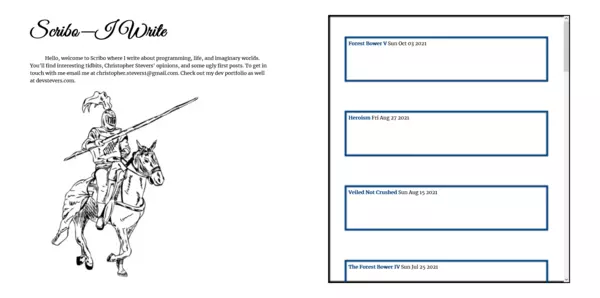 Scribo—I Write
Hello, welcome to Scribo where I write about programming, life, and imaginary worlds.
You'll find interesting tidbits, Christopher Stevers' opinions, and some ugly first posts. To get in
touch with me email me at christopher.stevers1@gmail.com. Check out my dev portfolio as well
at devstevers.com.
Forest Bower V Sun Oct 03 2021
Heroism Fri Aug 27 2021
Veiled Not Crushed Sun Aug 15 2021
The Forest Bower IV Sun Jul 25 2021